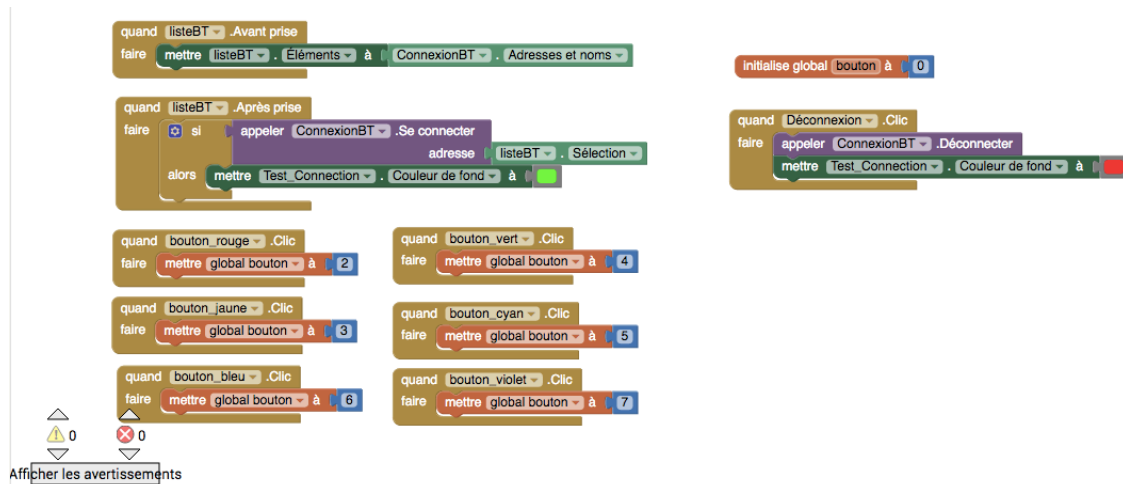 quand listeBT .Avant prise
faire mettre listeBT . Éléments à ConnexionBT . Adresses et noms
initialise global bouton à 0
quand listeBT .Après prise
faire si appeler ConnexionBT .Se connecter
adresse listeBT . Sélection
alors mettre Test_Connection . Couleur de fond à
quand Déconnexion .Clic
faire appeler ConnexionBT .Déconnecter
mettre Test_Connection . Couleur de fond à
quand bouton_rouge .Clic
faire mettre global bouton à 2
quand bouton_vert .Clic
faire mettre global bouton à 4
quand bouton_jaune .Clic
faire mettre global bouton à 3
quand bouton_cyan .Clic
faire mettre global bouton à 5
quand bouton_bleu .Clic
faire mettre global bouton à 6
quand bouton_violet .Clic
faire mettre global bouton à 7
0 0
Afficher les avertissements